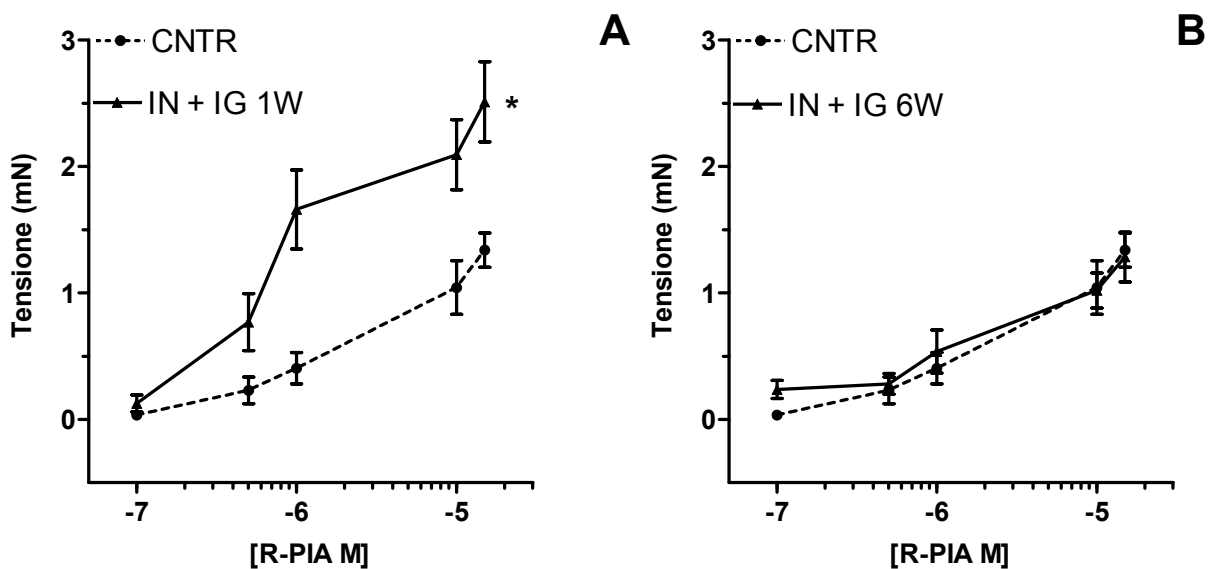 A
CNTR
IN + IG 1W
*
3
2
1
0
Tensione (mN)
-7
-6
-5
[R-PIA M]
B
CNTR
IN + IG 6W
3
2
1
0
Tensione (mN)
-7
-6
-5
[R-PIA M]